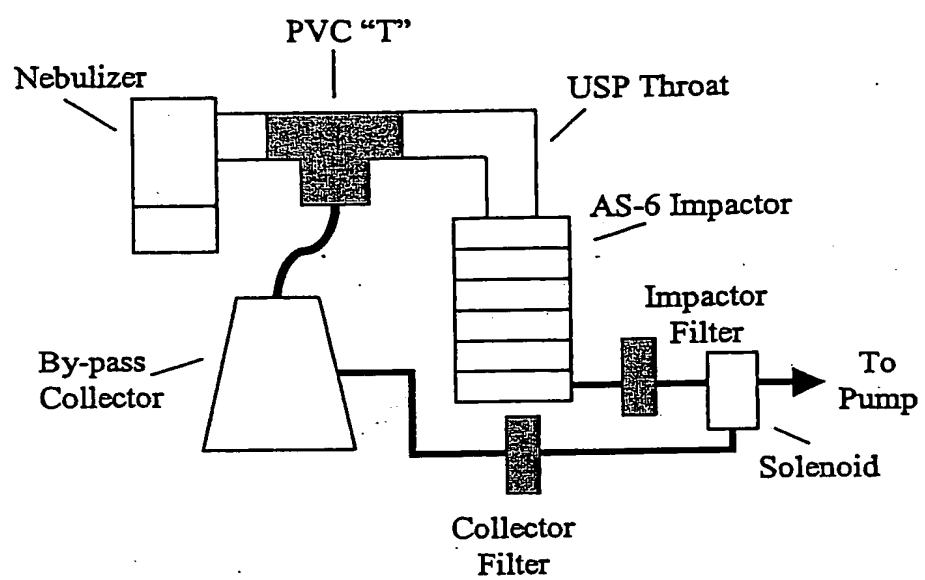 PVC “T”
Nebulizer
USP Throat
AS-6 Impactor
Impactor
Filter
By-pass
Collector
To
Pump
Solenoid
Collector
Filter